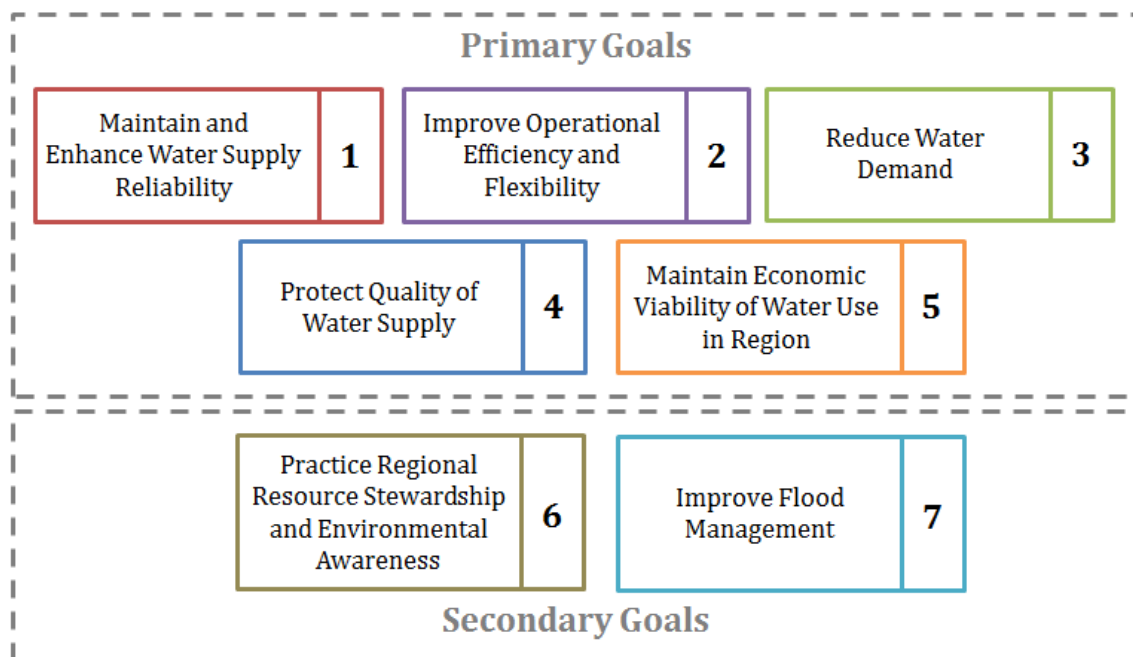 Primary Goals
Maintain and
Enhance Water Supply
Reliability
1
Improve Operational
Efficiency and
Flexibility
2
Reduce Water
Demand
3
Protect Quality of
Water Supply
4
Maintain Economic
Viability of Water Use
in Region
5
Practice Regional
Resource Stewardship
and Environmental
Awareness
6
Improve Flood
Management
7
Secondary Goals